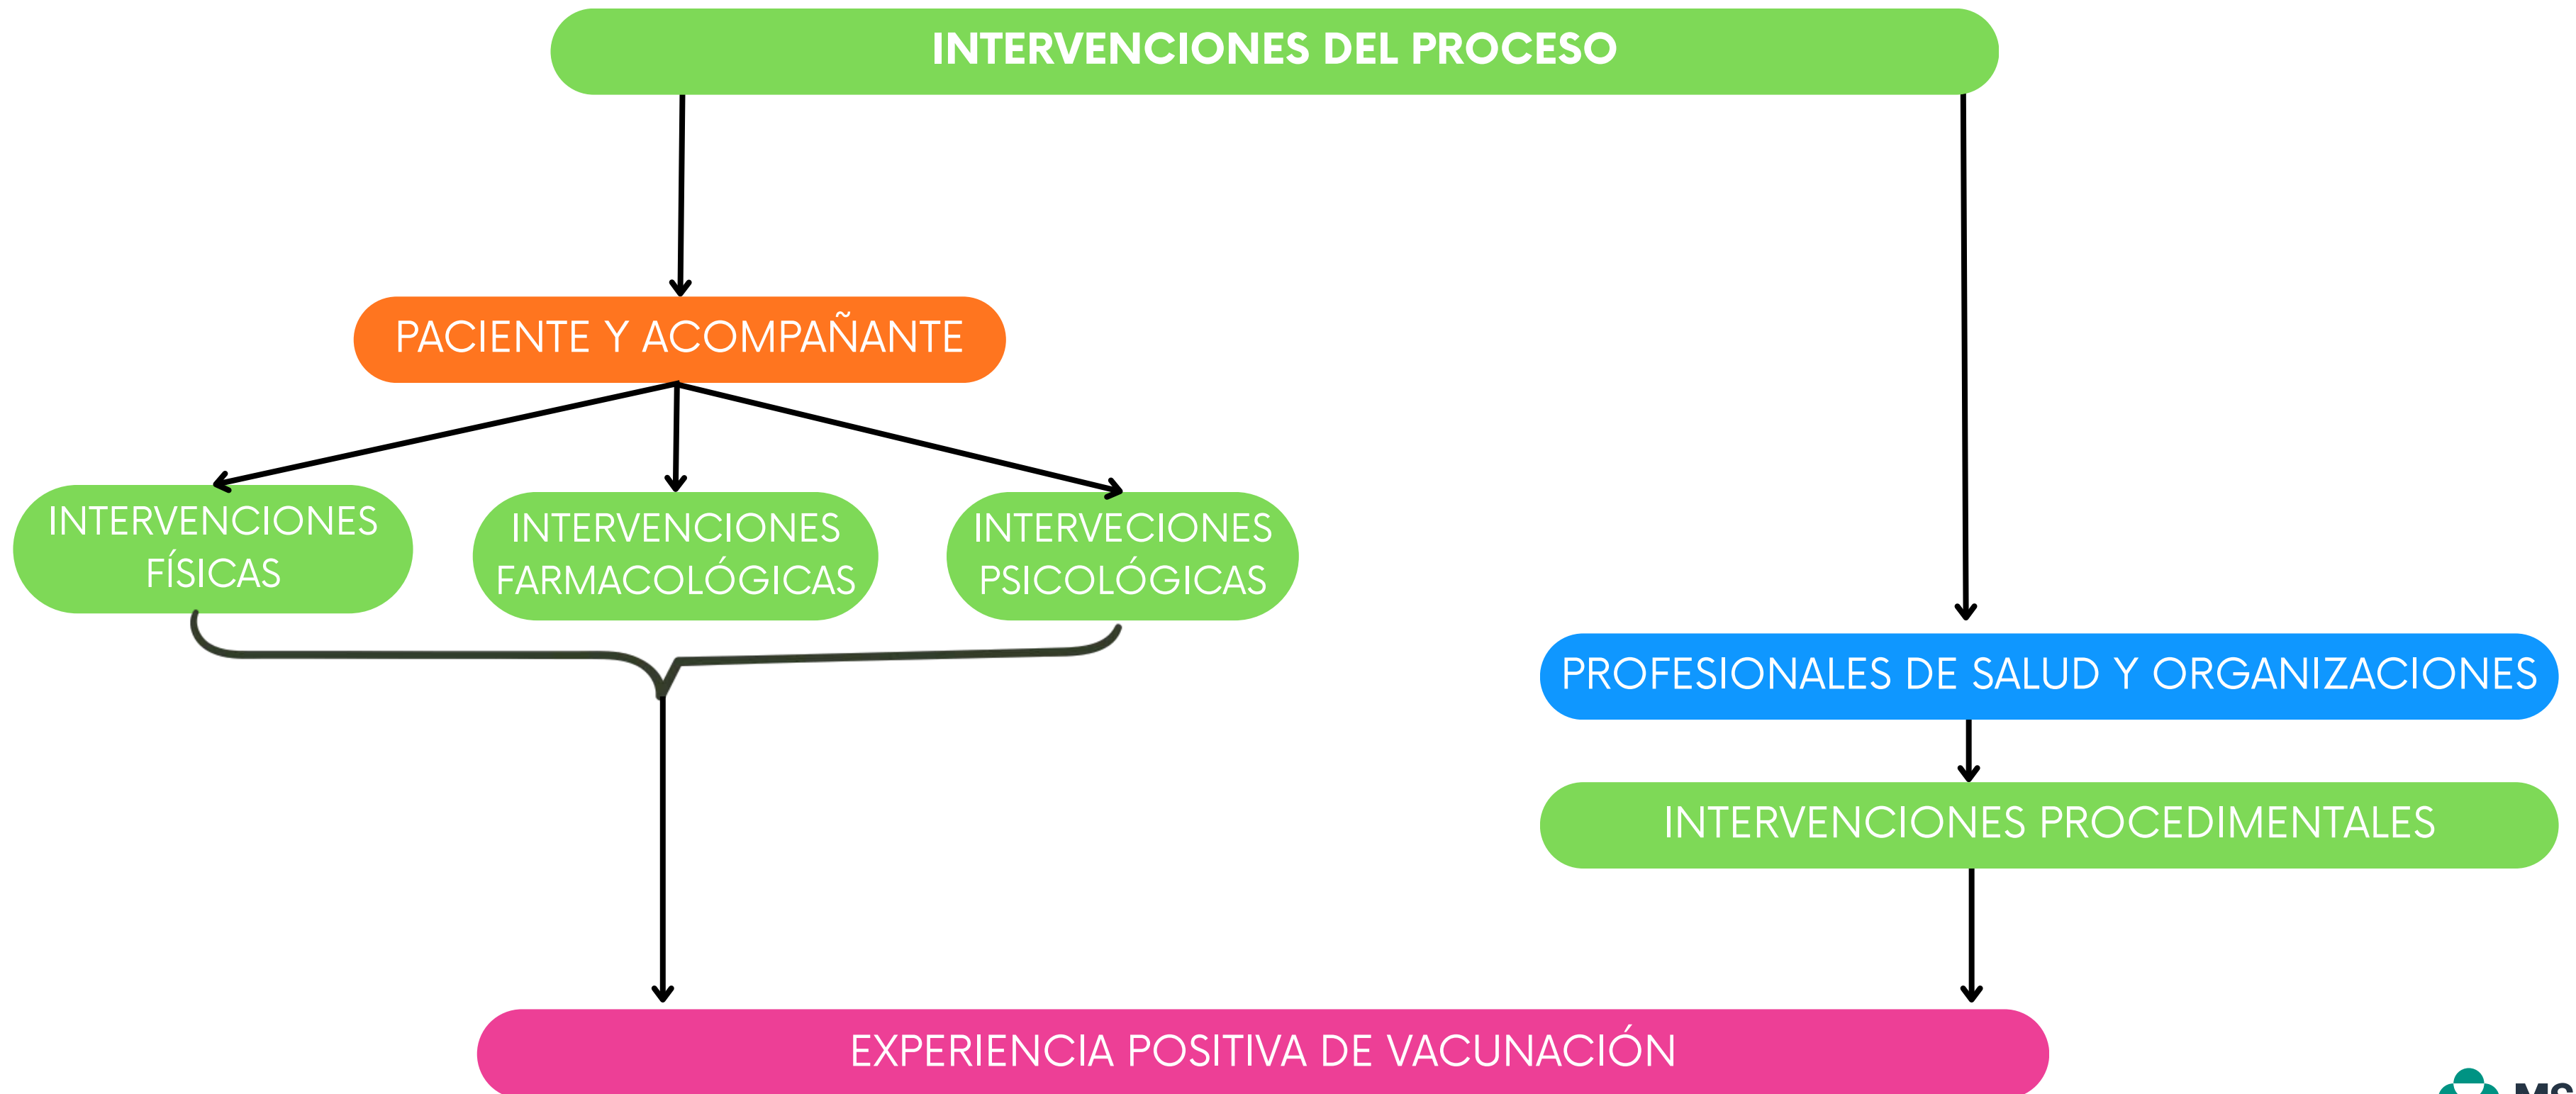 INTERVENCIONES DEL PROCESO
PACIENTE Y ACOMPAÑANTE
INTERVENCIONES
FÍSICAS
INTERVENCIONES
FARMACOLÓGICAS
INTERVECIONES
PSICOLÓGICAS
PROFESIONALES DE SALUD Y ORGANIZACIONES
INTERVENCIONES PROCEDIMENTALES
EXPERIENCIA POSITIVA DE VACUNACIÓN